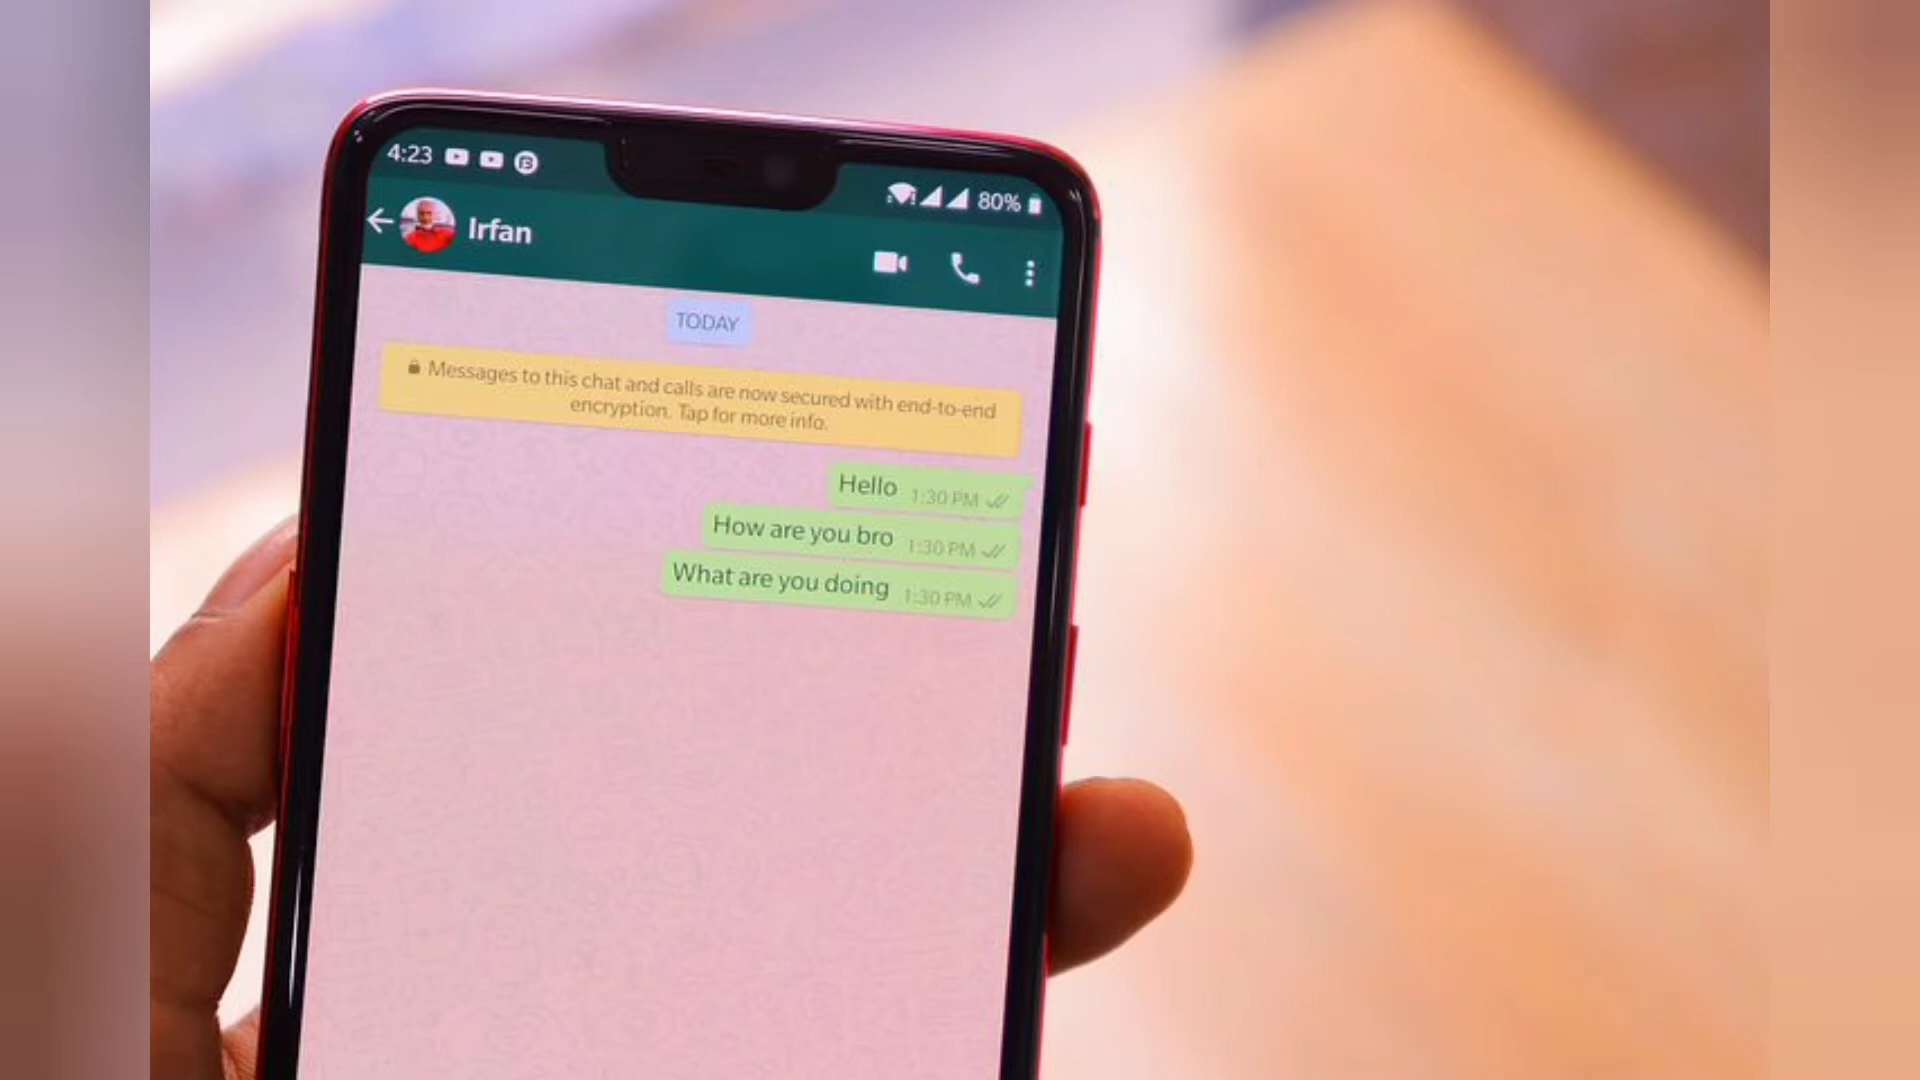 4:23
80%
Irfan
TODAY
Messages to this chat and calls are now secured with end-to-end
encryption. Tap for more info.
Hello 1:30 PM
How are you bro 1:30 PM
What are you doing 1:30 PM